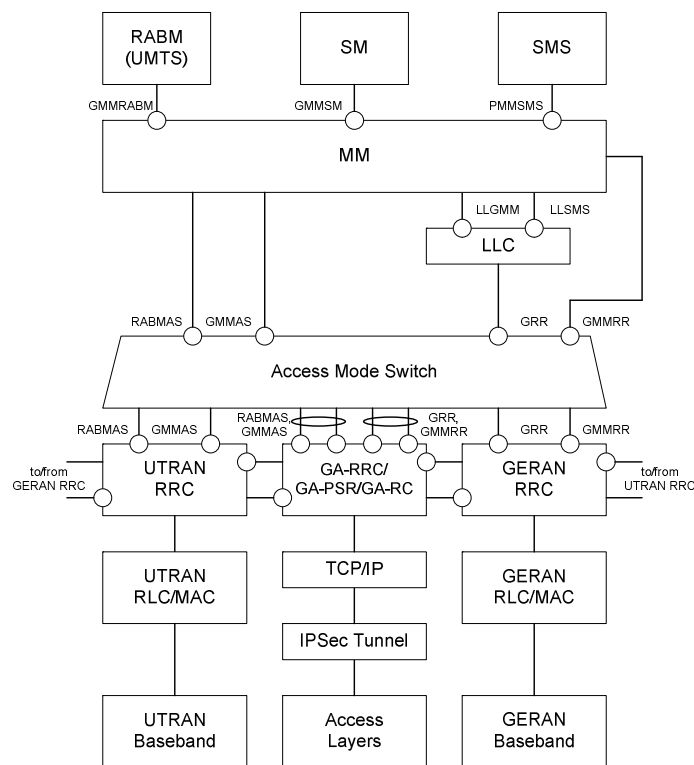 RABM
(UMTS)
SM
SMS
GMMRABM
GMMSM
PMMSMS
MM
LLGMM
LLSMS
LLC
RABMAS
GMMAS
GRR
GMMRR
Access Mode Switch
RABMAS
GMMAS
RABMAS,
GMMAS
GRR,
GMMRR
GRR
GMMRR
to/from
GERAN RRC
UTRAN
RRC
GA-RRC/
GA-PSR/GA-RC
GERAN
RRC
to/from
UTRAN RRC
UTRAN
RLC/MAC
TCP/IP
GERAN
RLC/MAC
IPSec Tunnel
UTRAN
Baseband
Access
Layers
GERAN
Baseband